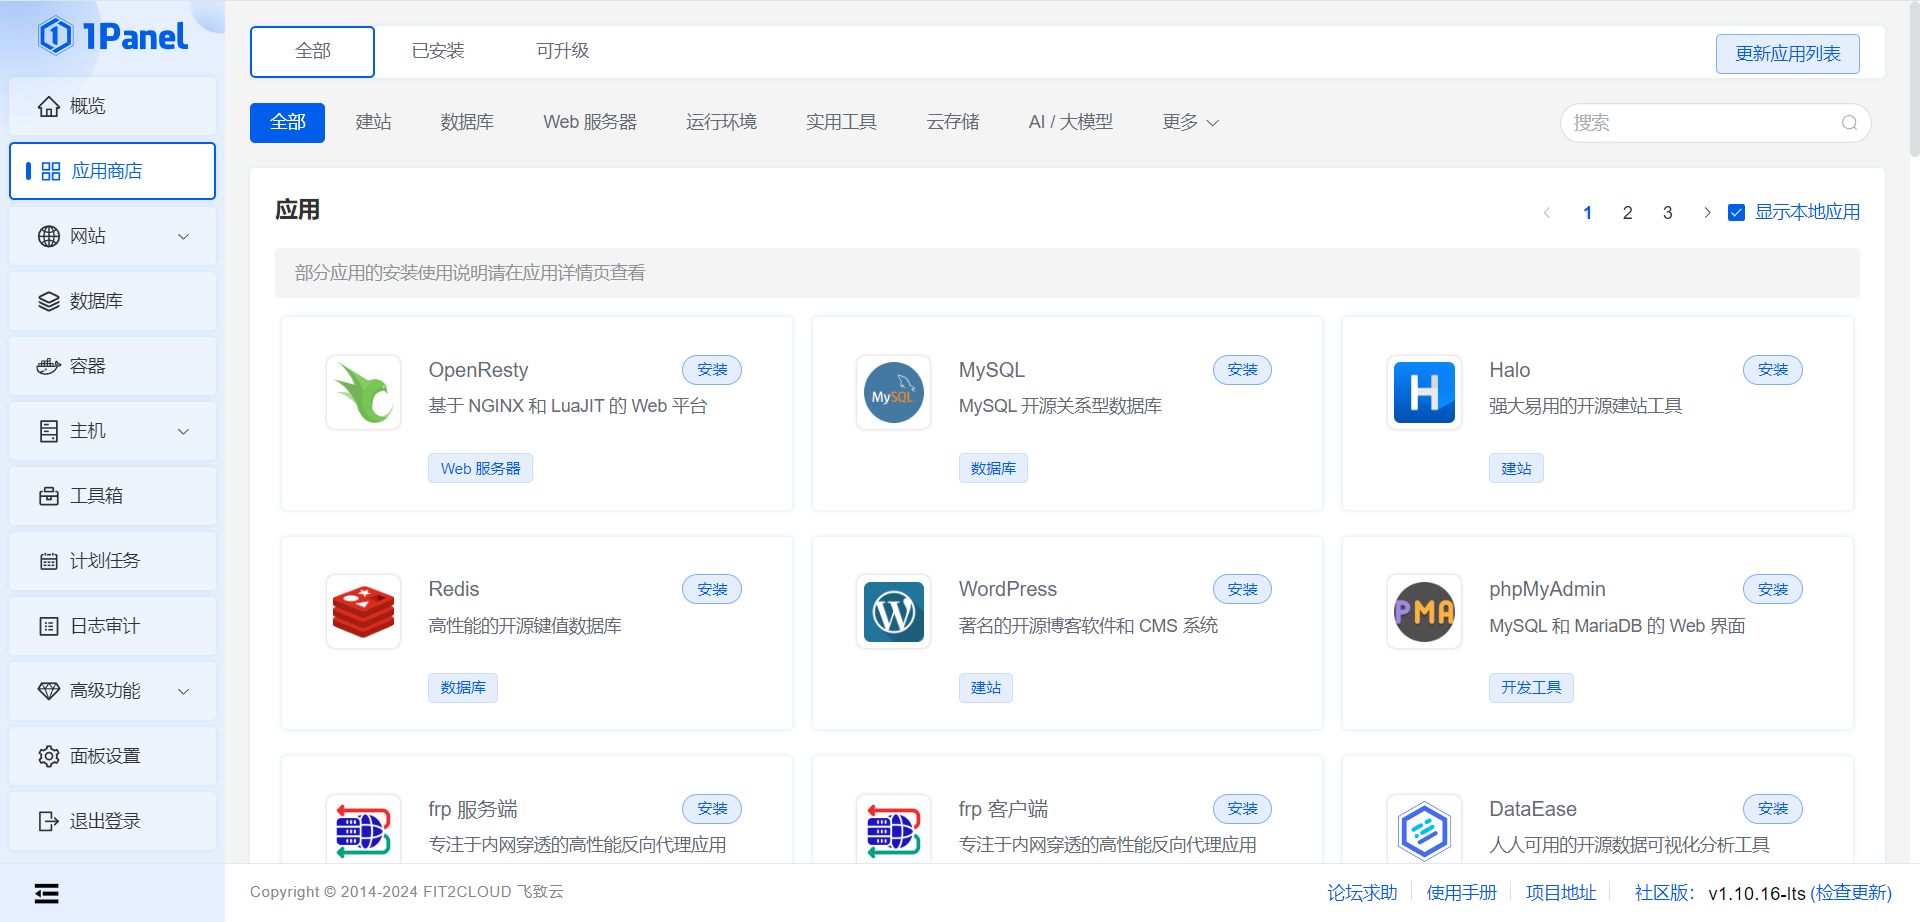 1Panel
概览
应用商店
网站
数据库
容器
主机
工具箱
计划任务
日志审计
高级功能
面板设置
退出登录
全部 已安装 可升级 更新应用列表
全部 建站 数据库 Web 服务器 运行环境 实用工具 云存储 AI / 大模型 更多 搜索
应用 1 2 3 显示本地应用
部分应用的安装使用说明请在应用详情页查看
OpenResty 安装
基于 NGINX 和 LuaJIT 的 Web 平台
Web 服务器
MySQL
MySQL 安装
MySQL 开源关系型数据库
数据库
H
Halo 安装
强大易用的开源建站工具
建站
Redis 安装
高性能的开源键值数据库
数据库
WordPress 安装
著名的开源博客软件和 CMS 系统
建站
PMA
phpMyAdmin 安装
MySQL 和 MariaDB 的 Web 界面
开发工具
frp 服务端 安装
专注于内网穿透的高性能反向代理应用
frp 客户端 安装
专注于内网穿透的高性能反向代理应用
DataEase 安装
人人可用的开源数据可视化分析工具
Copyright © 2014-2024 FIT2CLOUD 飞致云 论坛求助 使用手册 项目地址 社区版: v1.10.16-lts (检查更新)